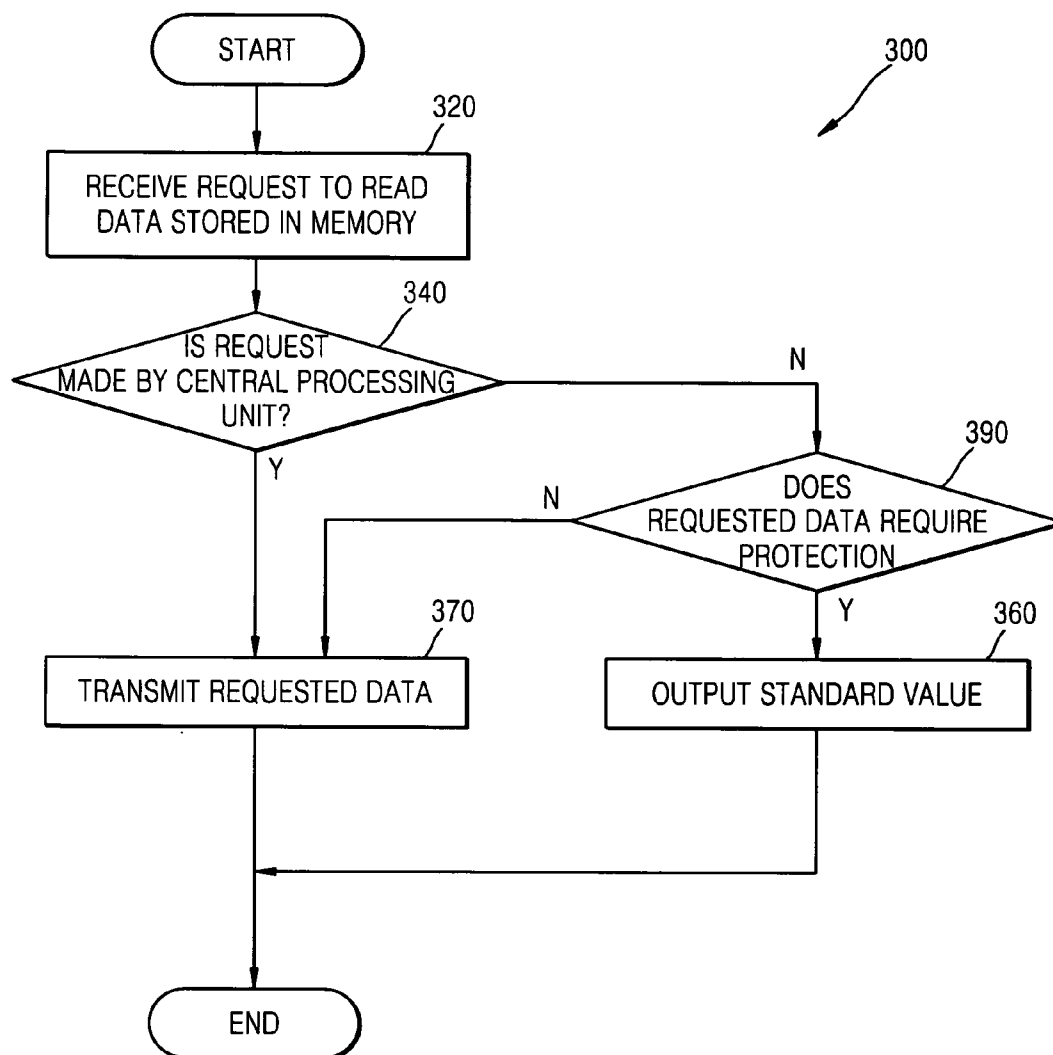 START
300
320
RECEIVE REQUEST TO READ
DATA STORED IN MEMORY
340
IS REQUEST
MADE BY CENTRAL PROCESSING
UNIT?
N
Y
390
DOES
REQUESTED DATA REQUIRE
PROTECTION
N
Y
370
TRANSMIT REQUESTED DATA
360
OUTPUT STANDARD VALUE
END